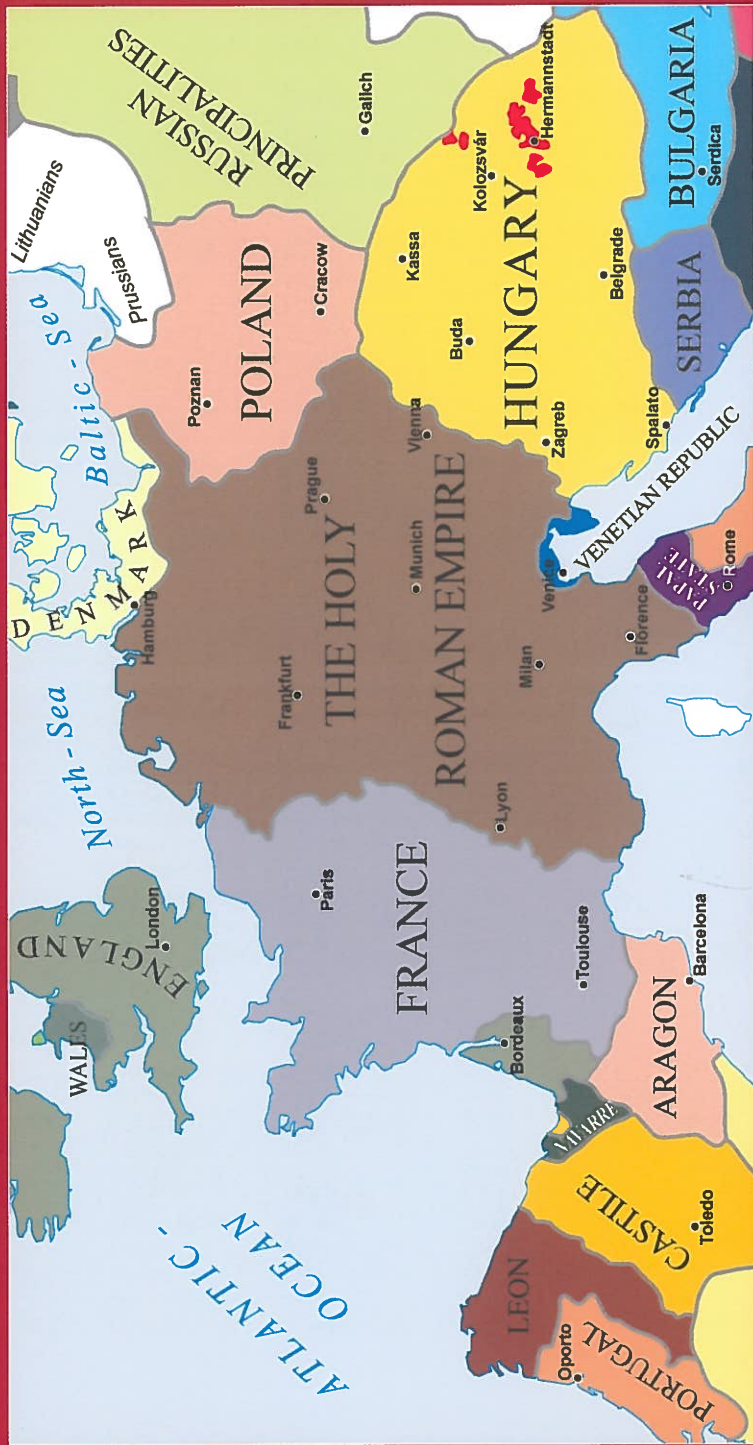 ATLANTIC-
OCEAN
North-Sea
Baltic-Sea
WALES
ENGLAND
London
DENMARK
Hamburg
Lithuanians
Prussians
RUSSIAN
PRINCIPALITIES
Galich
POLAND
Poznan
Cracow
THE HOLY
ROMAN EMPIRE
Frankfurt
Prague
Munich
Vienna
Milan
Lyon
Florence
Venice
VENETIAN REPUBLIC
FRANCE
Paris
Bordeaux
Toulouse
HUNGARY
Kassa
Buda
Kolozsvár
Hermannstadt
Zagreb
Belgrade
Spalato
SERBIA
BULGARIA
Serdica
PAPAL
STATE
Rome
NAVARRE
ARAGON
Barcelona
CASTILE
Toledo
LEON
PORTUGAL
Oporto